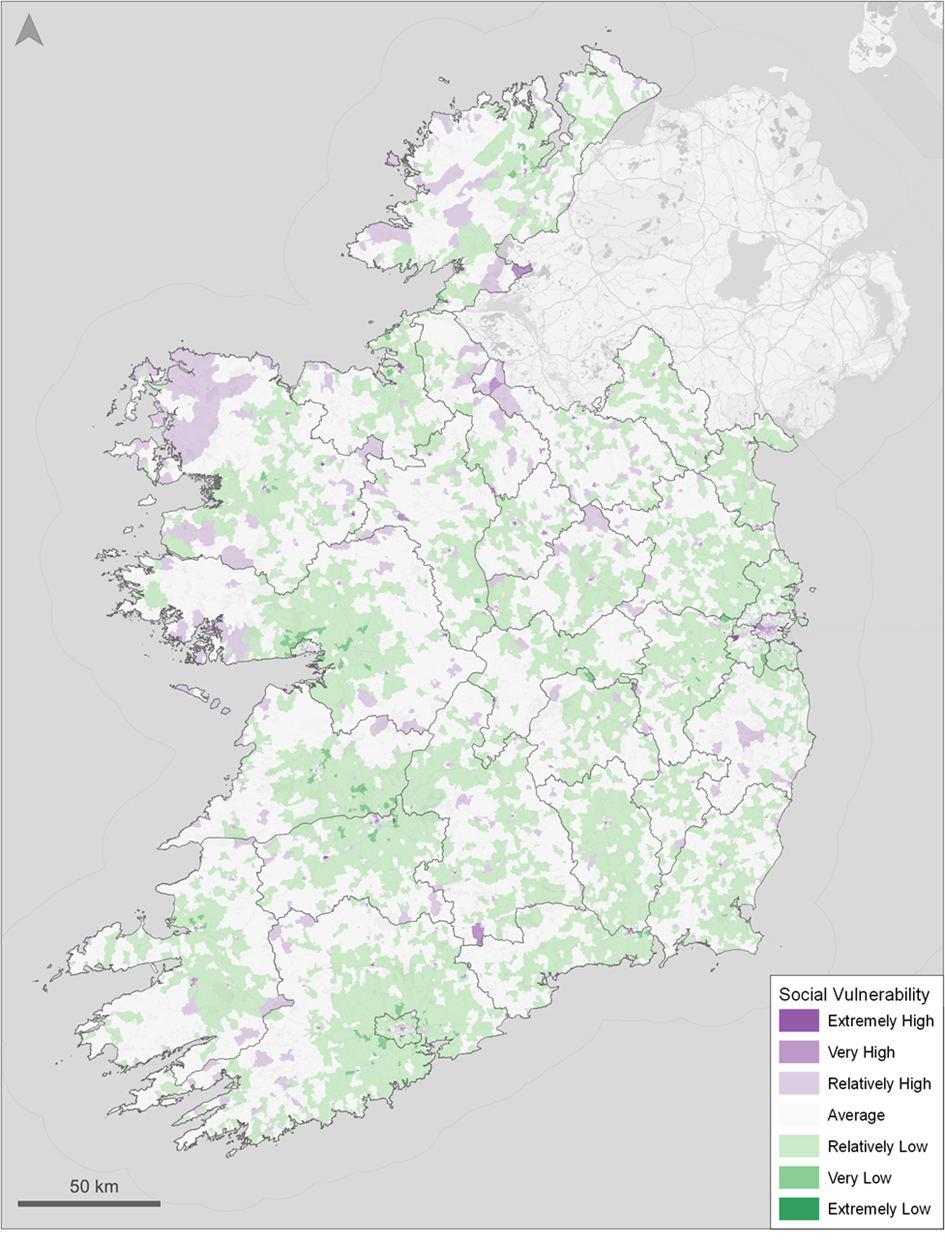 Social Vulnerability
Extremely High
Very High
Relatively High
Average
Relatively Low
Very Low
Extremely Low
50 km